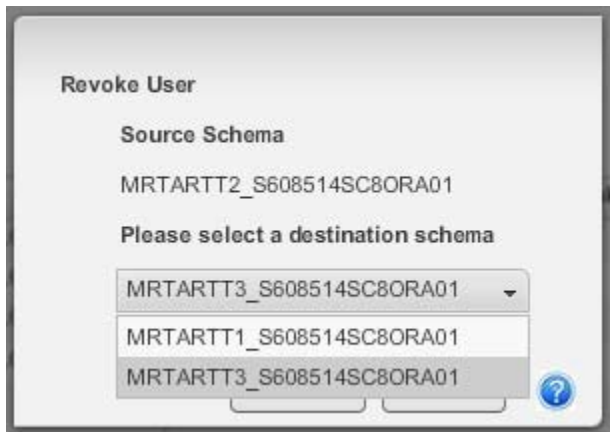 Revoke User
Source Schema
MRTARTT2_S608514SC8ORA01
Please select a destination schema
MRTARTT3_S608514SC8ORA01
MRTARTT1_S608514SC8ORA01
MRTARTT3_S608514SC8ORA01
?